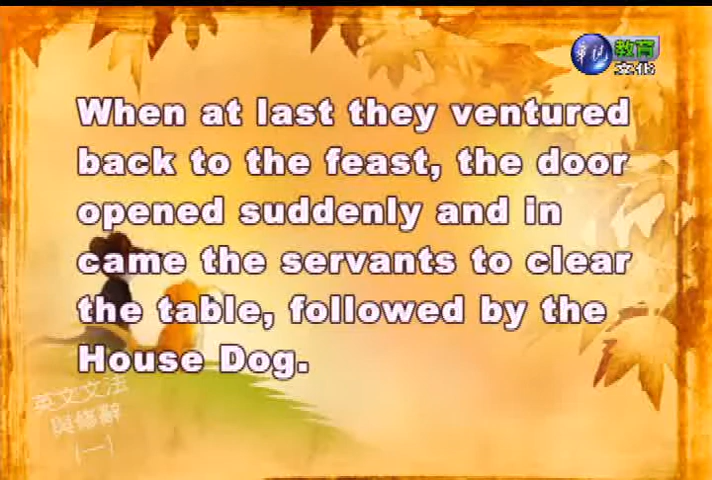 華視
教育
文化
When at last they ventured
back to the feast, the door
opened suddenly and in
came the servants to clear
the table, followed by the
House Dog.
英文文法
與修辭
(一)